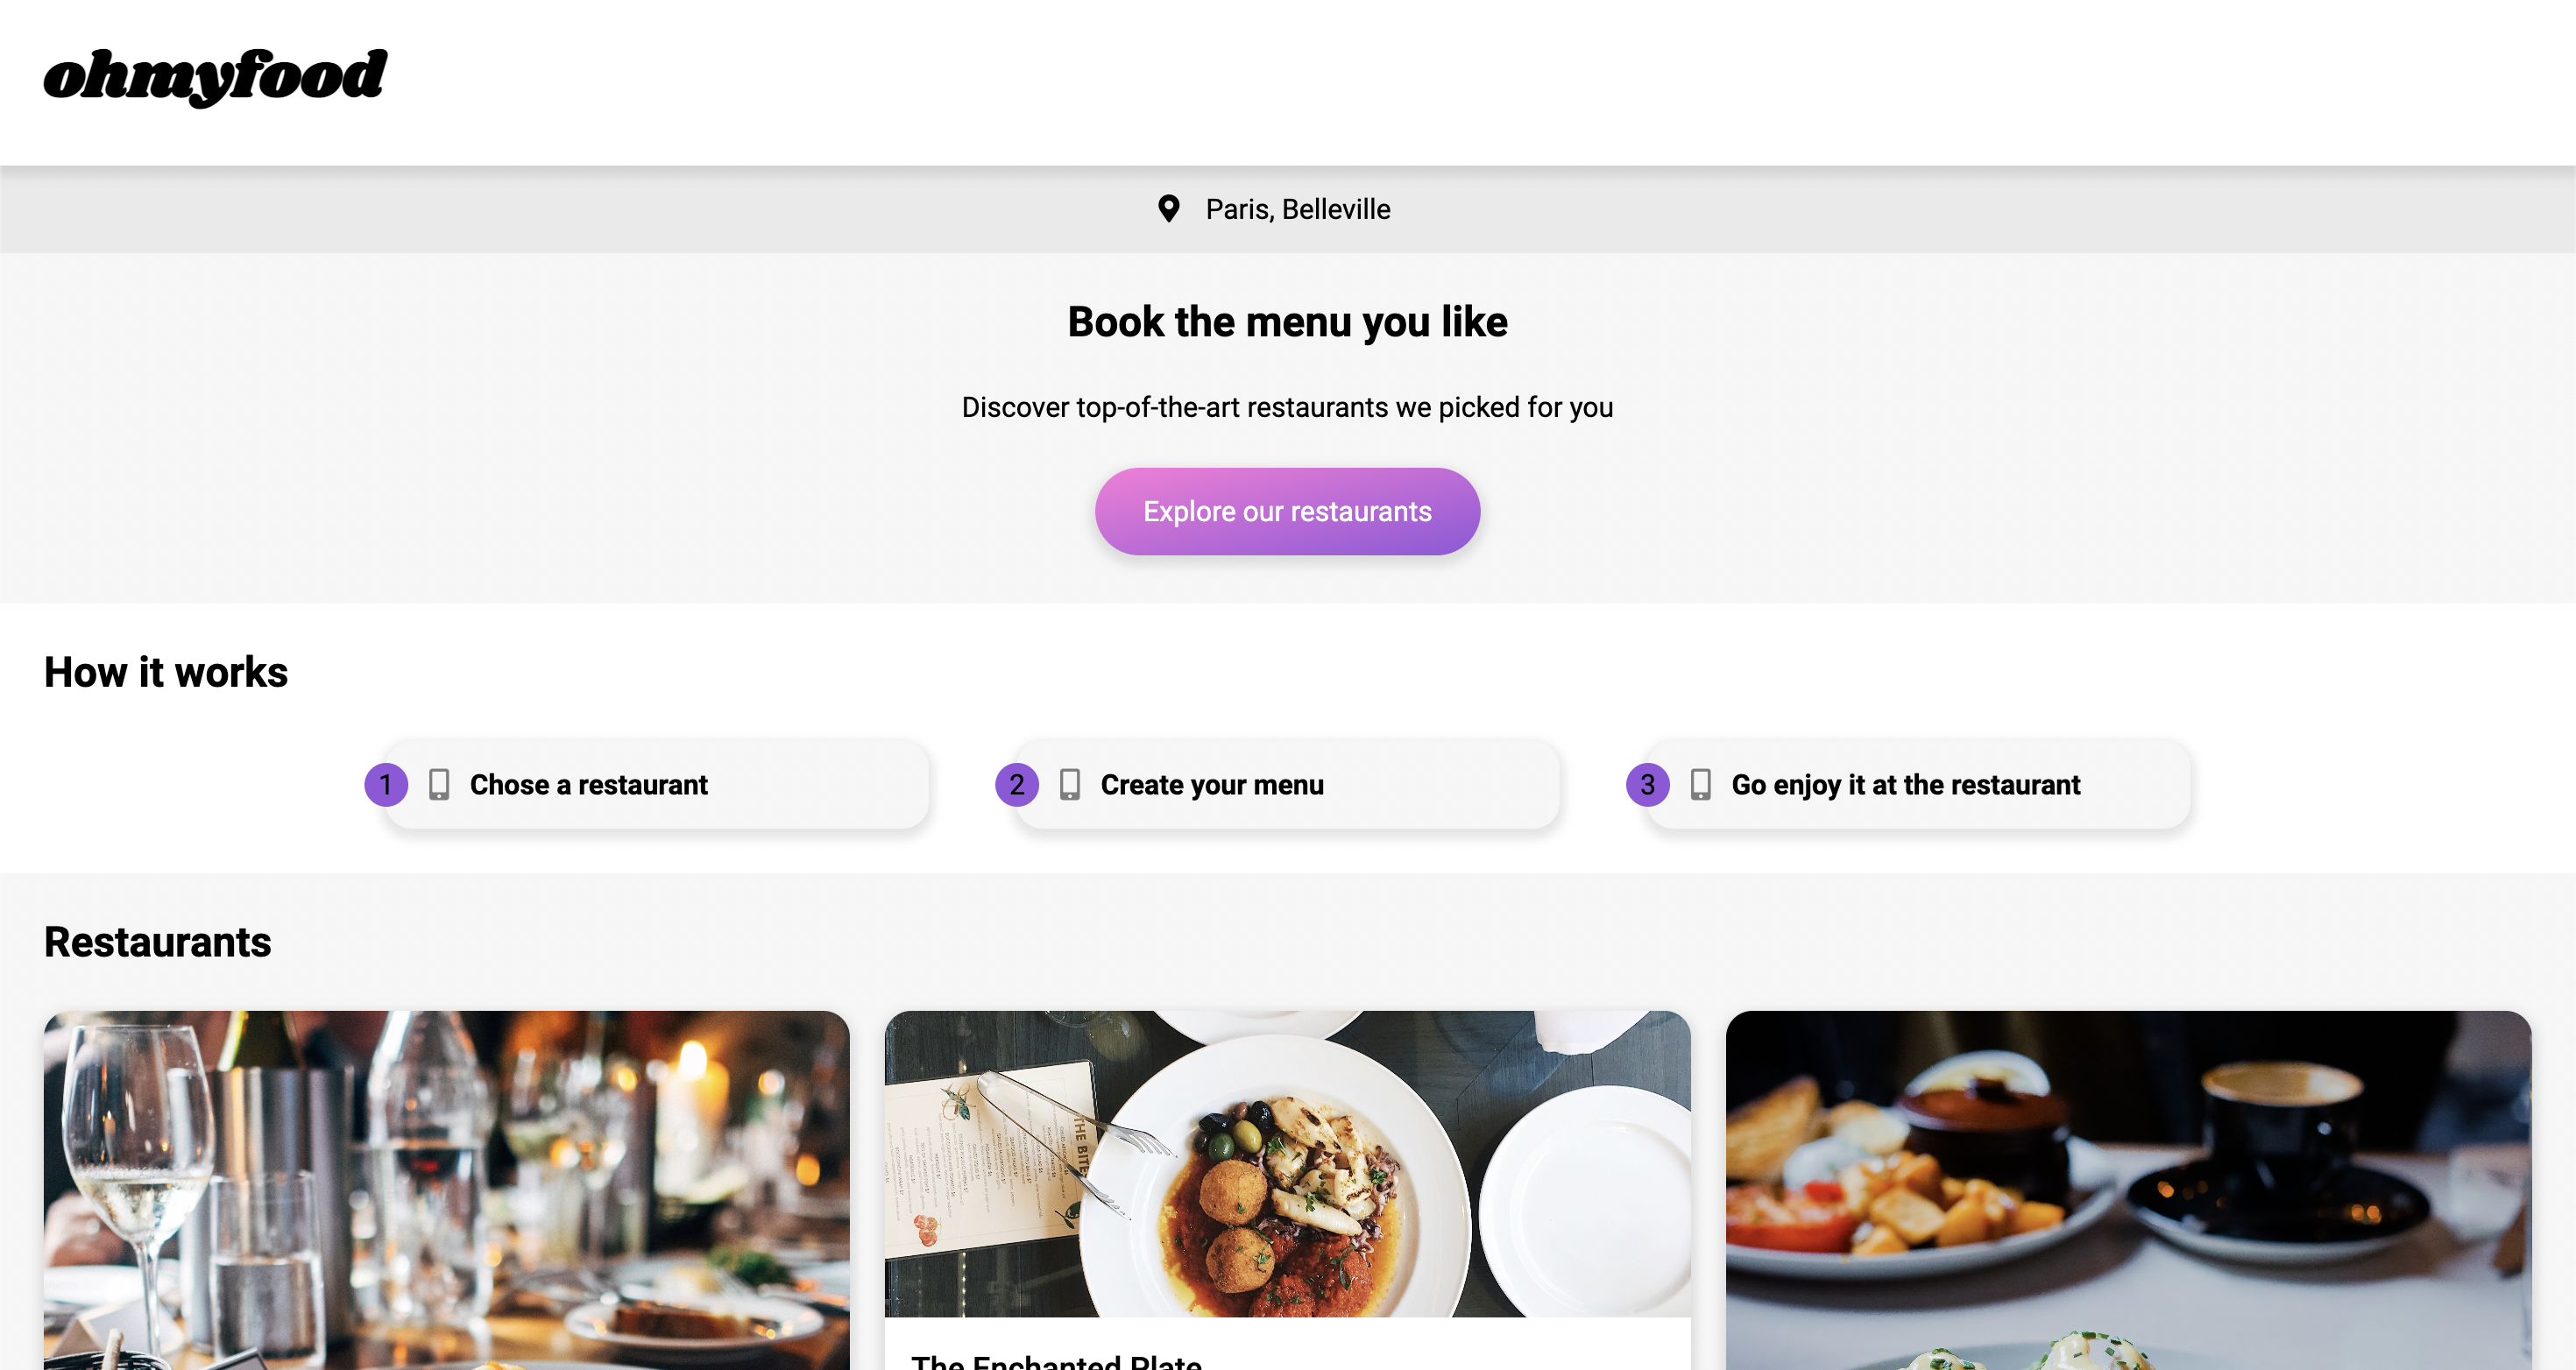 ohmyfood
Paris, Belleville
Book the menu you like
Discover top-of-the-art restaurants we picked for you
Explore our restaurants
How it works
1 Chose a restaurant
2 Create your menu
3 Go enjoy it at the restaurant
Restaurants
THE BITE
The Enchanted Plate